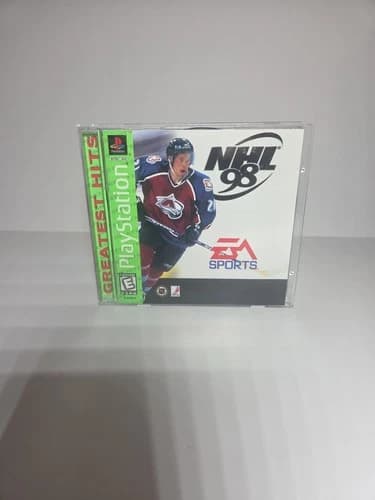 GREATEST HITS
PlayStation
NHL
98
EA
SPORTS
E